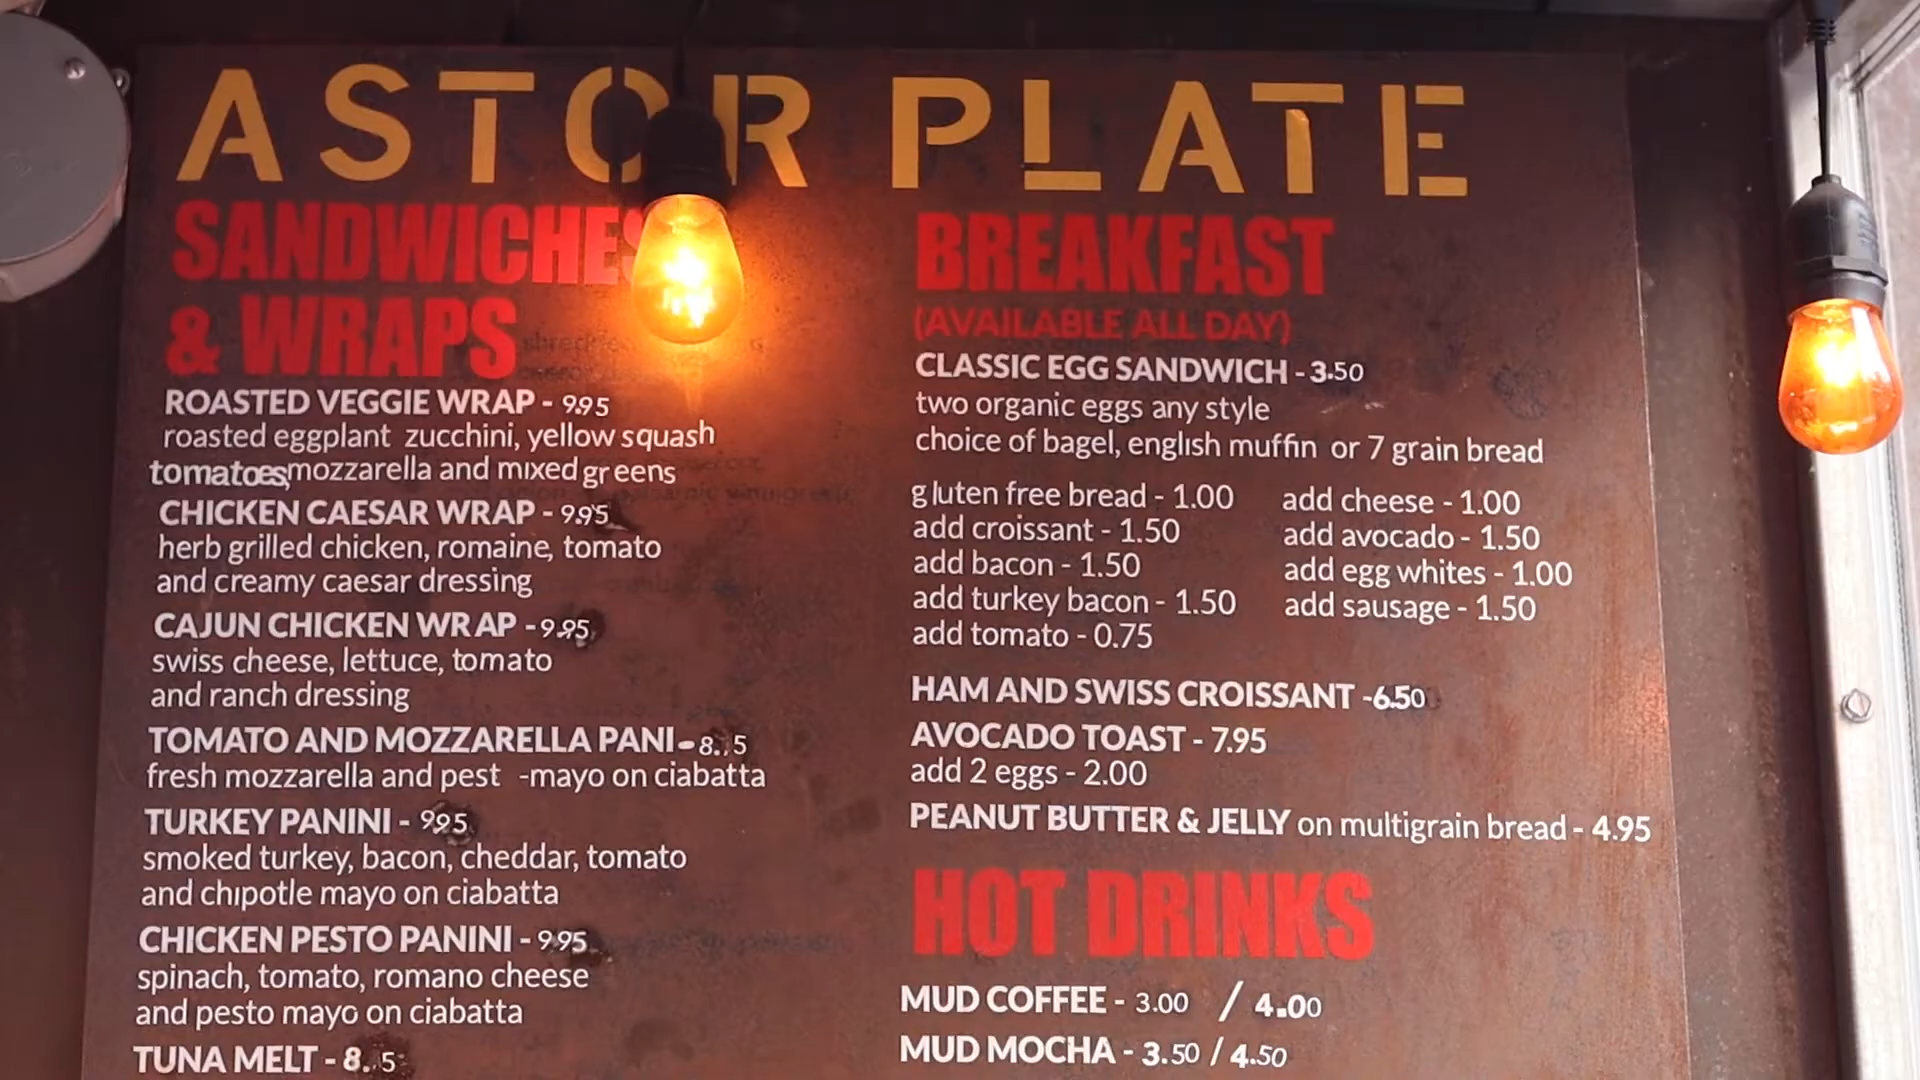 ASTOR PLATE
SANDWICHES
& WRAPS
ROASTED VEGGIE WRAP - 9.95
roasted eggplant zucchini, yellow squash
tomatoes, mozzarella and mixed greens
CHICKEN CAESAR WRAP - 9.95
herb grilled chicken, romaine, tomato
and creamy caesar dressing
CAJUN CHICKEN WRAP - 9.95
swiss cheese, lettuce, tomato
and ranch dressing
TOMATO AND MOZZARELLA PANI - 8..5
fresh mozzarella and pest -mayo on ciabatta
TURKEY PANINI - 9.95
smoked turkey, bacon, cheddar, tomato
and chipotle mayo on ciabatta
CHICKEN PESTO PANINI - 9.95
spinach, tomato, romano cheese
and pesto mayo on ciabatta
TUNA MELT - 8. 5
BREAKFAST
(AVAILABLE ALL DAY)
CLASSIC EGG SANDWICH - 3.50
two organic eggs any style
choice of bagel, english muffin or 7 grain bread
gluten free bread - 1.00
add croissant - 1.50
add bacon - 1.50
add turkey bacon - 1.50
add tomato - 0.75
add cheese - 1.00
add avocado - 1.50
add egg whites - 1.00
add sausage - 1.50
HAM AND SWISS CROISSANT -6.50
AVOCADO TOAST - 7.95
add 2 eggs - 2.00
PEANUT BUTTER & JELLY on multigrain bread - 4.95
HOT DRINKS
MUD COFFEE - 3.00 / 4.00
MUD MOCHA - 3.50 / 4.50